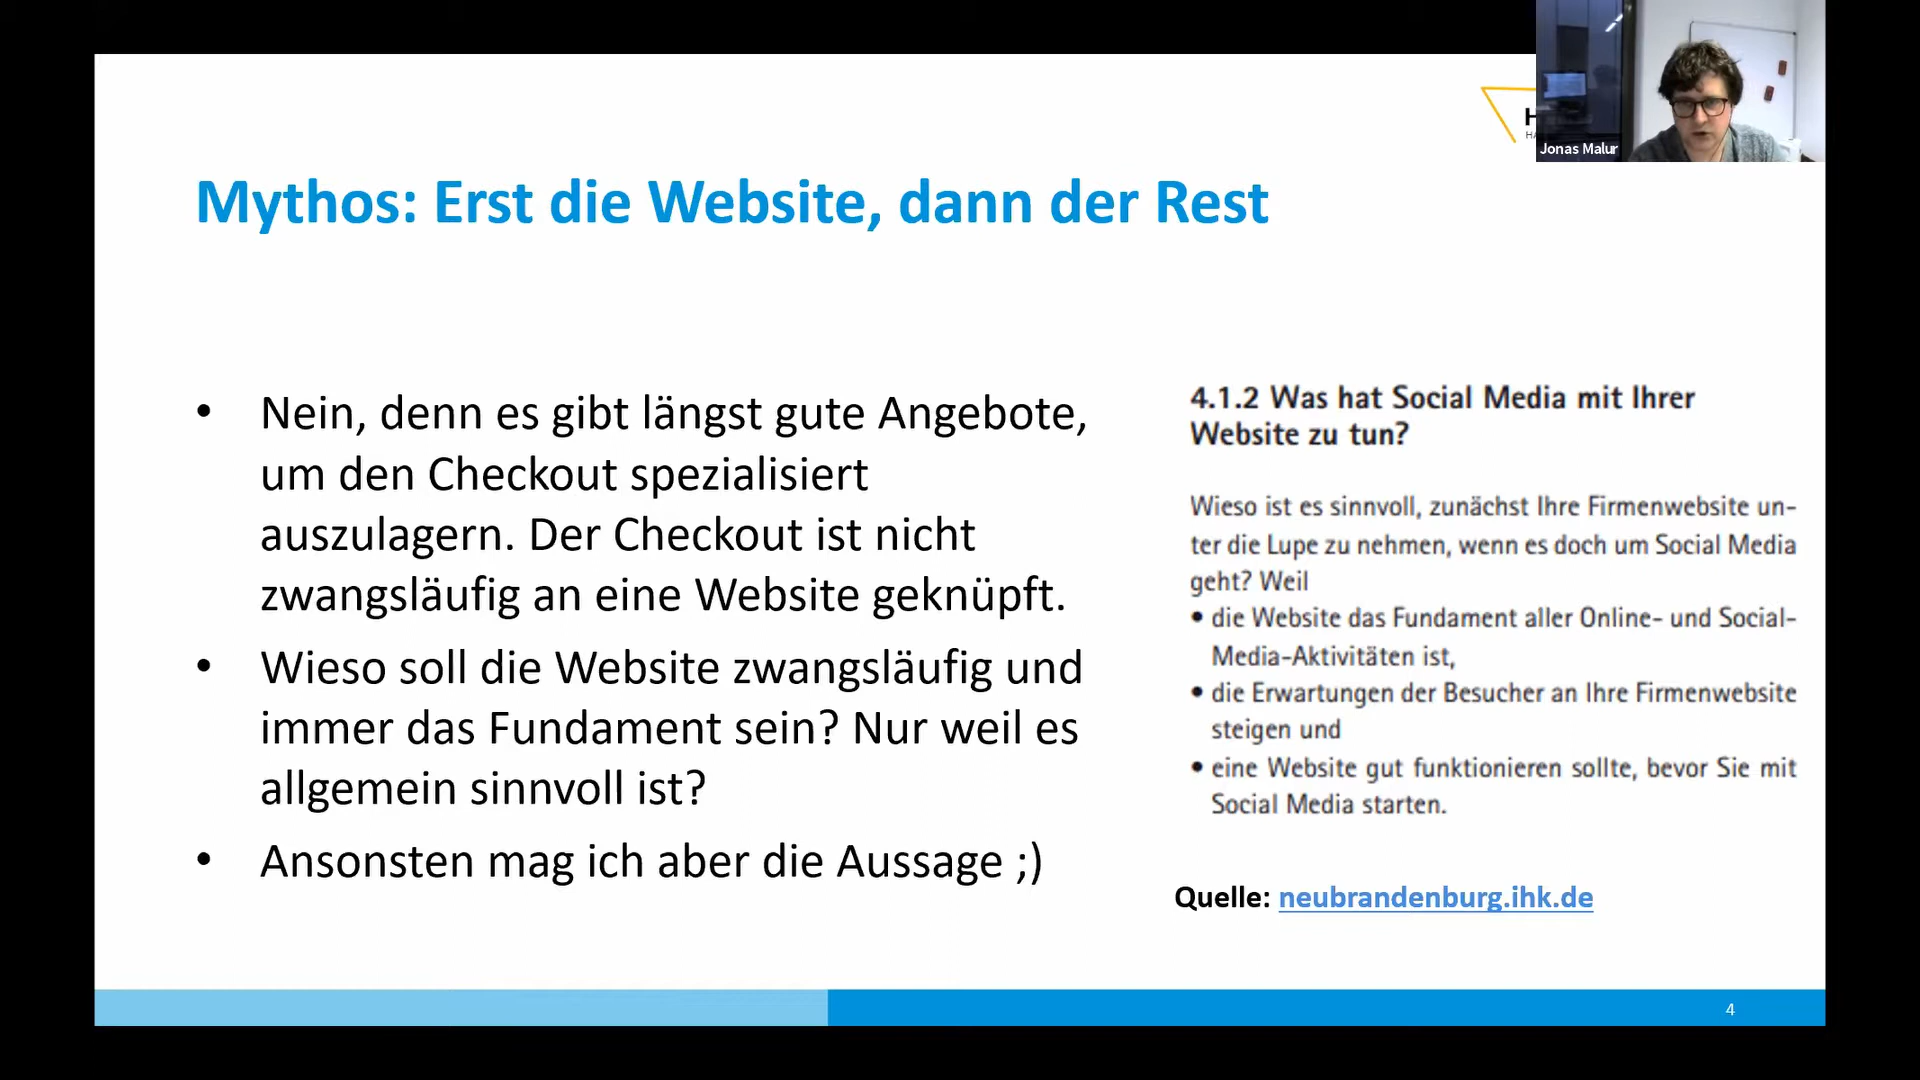 Jonas Malur
Mythos: Erst die Website, dann der Rest
• Nein, denn es gibt längst gute Angebote,
um den Checkout spezialisiert
auszulagern. Der Checkout ist nicht
zwangsläufig an eine Website geknüpft.
• Wieso soll die Website zwangsläufig und
immer das Fundament sein? Nur weil es
allgemein sinnvoll ist?
• Ansonsten mag ich aber die Aussage ;)
4.1.2 Was hat Social Media mit Ihrer
Website zu tun?
Wieso ist es sinnvoll, zunächst Ihre Firmenwebsite un-
ter die Lupe zu nehmen, wenn es doch um Social Media
geht? Weil
• die Website das Fundament aller Online- und Social-
Media-Aktivitäten ist,
• die Erwartungen der Besucher an Ihre Firmenwebsite
steigen und
• eine Website gut funktionieren sollte, bevor Sie mit
Social Media starten.
Quelle: neubrandenburg.ihk.de
4